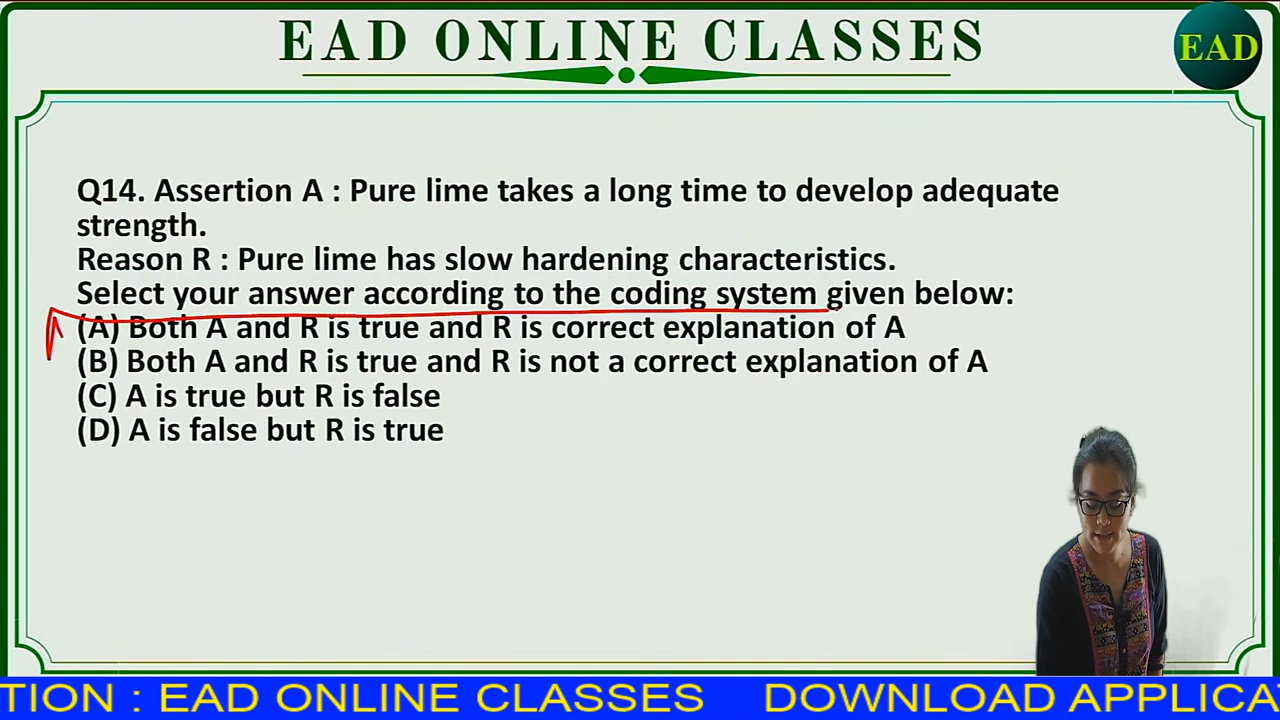 EAD ONLINE CLASSES
EAD
Q14. Assertion A : Pure lime takes a long time to develop adequate
strength.
Reason R : Pure lime has slow hardening characteristics.
Select your answer according to the coding system given below:
(A) Both A and R is true and R is correct explanation of A
(B) Both A and R is true and R is not a correct explanation of A
(C) A is true but R is false
(D) A is false but R is true
TION : EAD ONLINE CLASSES DOWNLOAD APPLICA